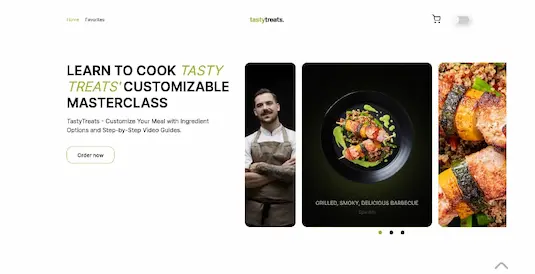 Home Favorites
tastytreats.
LEARN TO COOK TASTY
TREATS' CUSTOMIZABLE
MASTERCLASS
TastyTreats - Customize Your Meal with Ingredient
Options and Step-by-Step Video Guides.
Order now
GRILLED, SMOKY, DELICIOUS BARBECUE